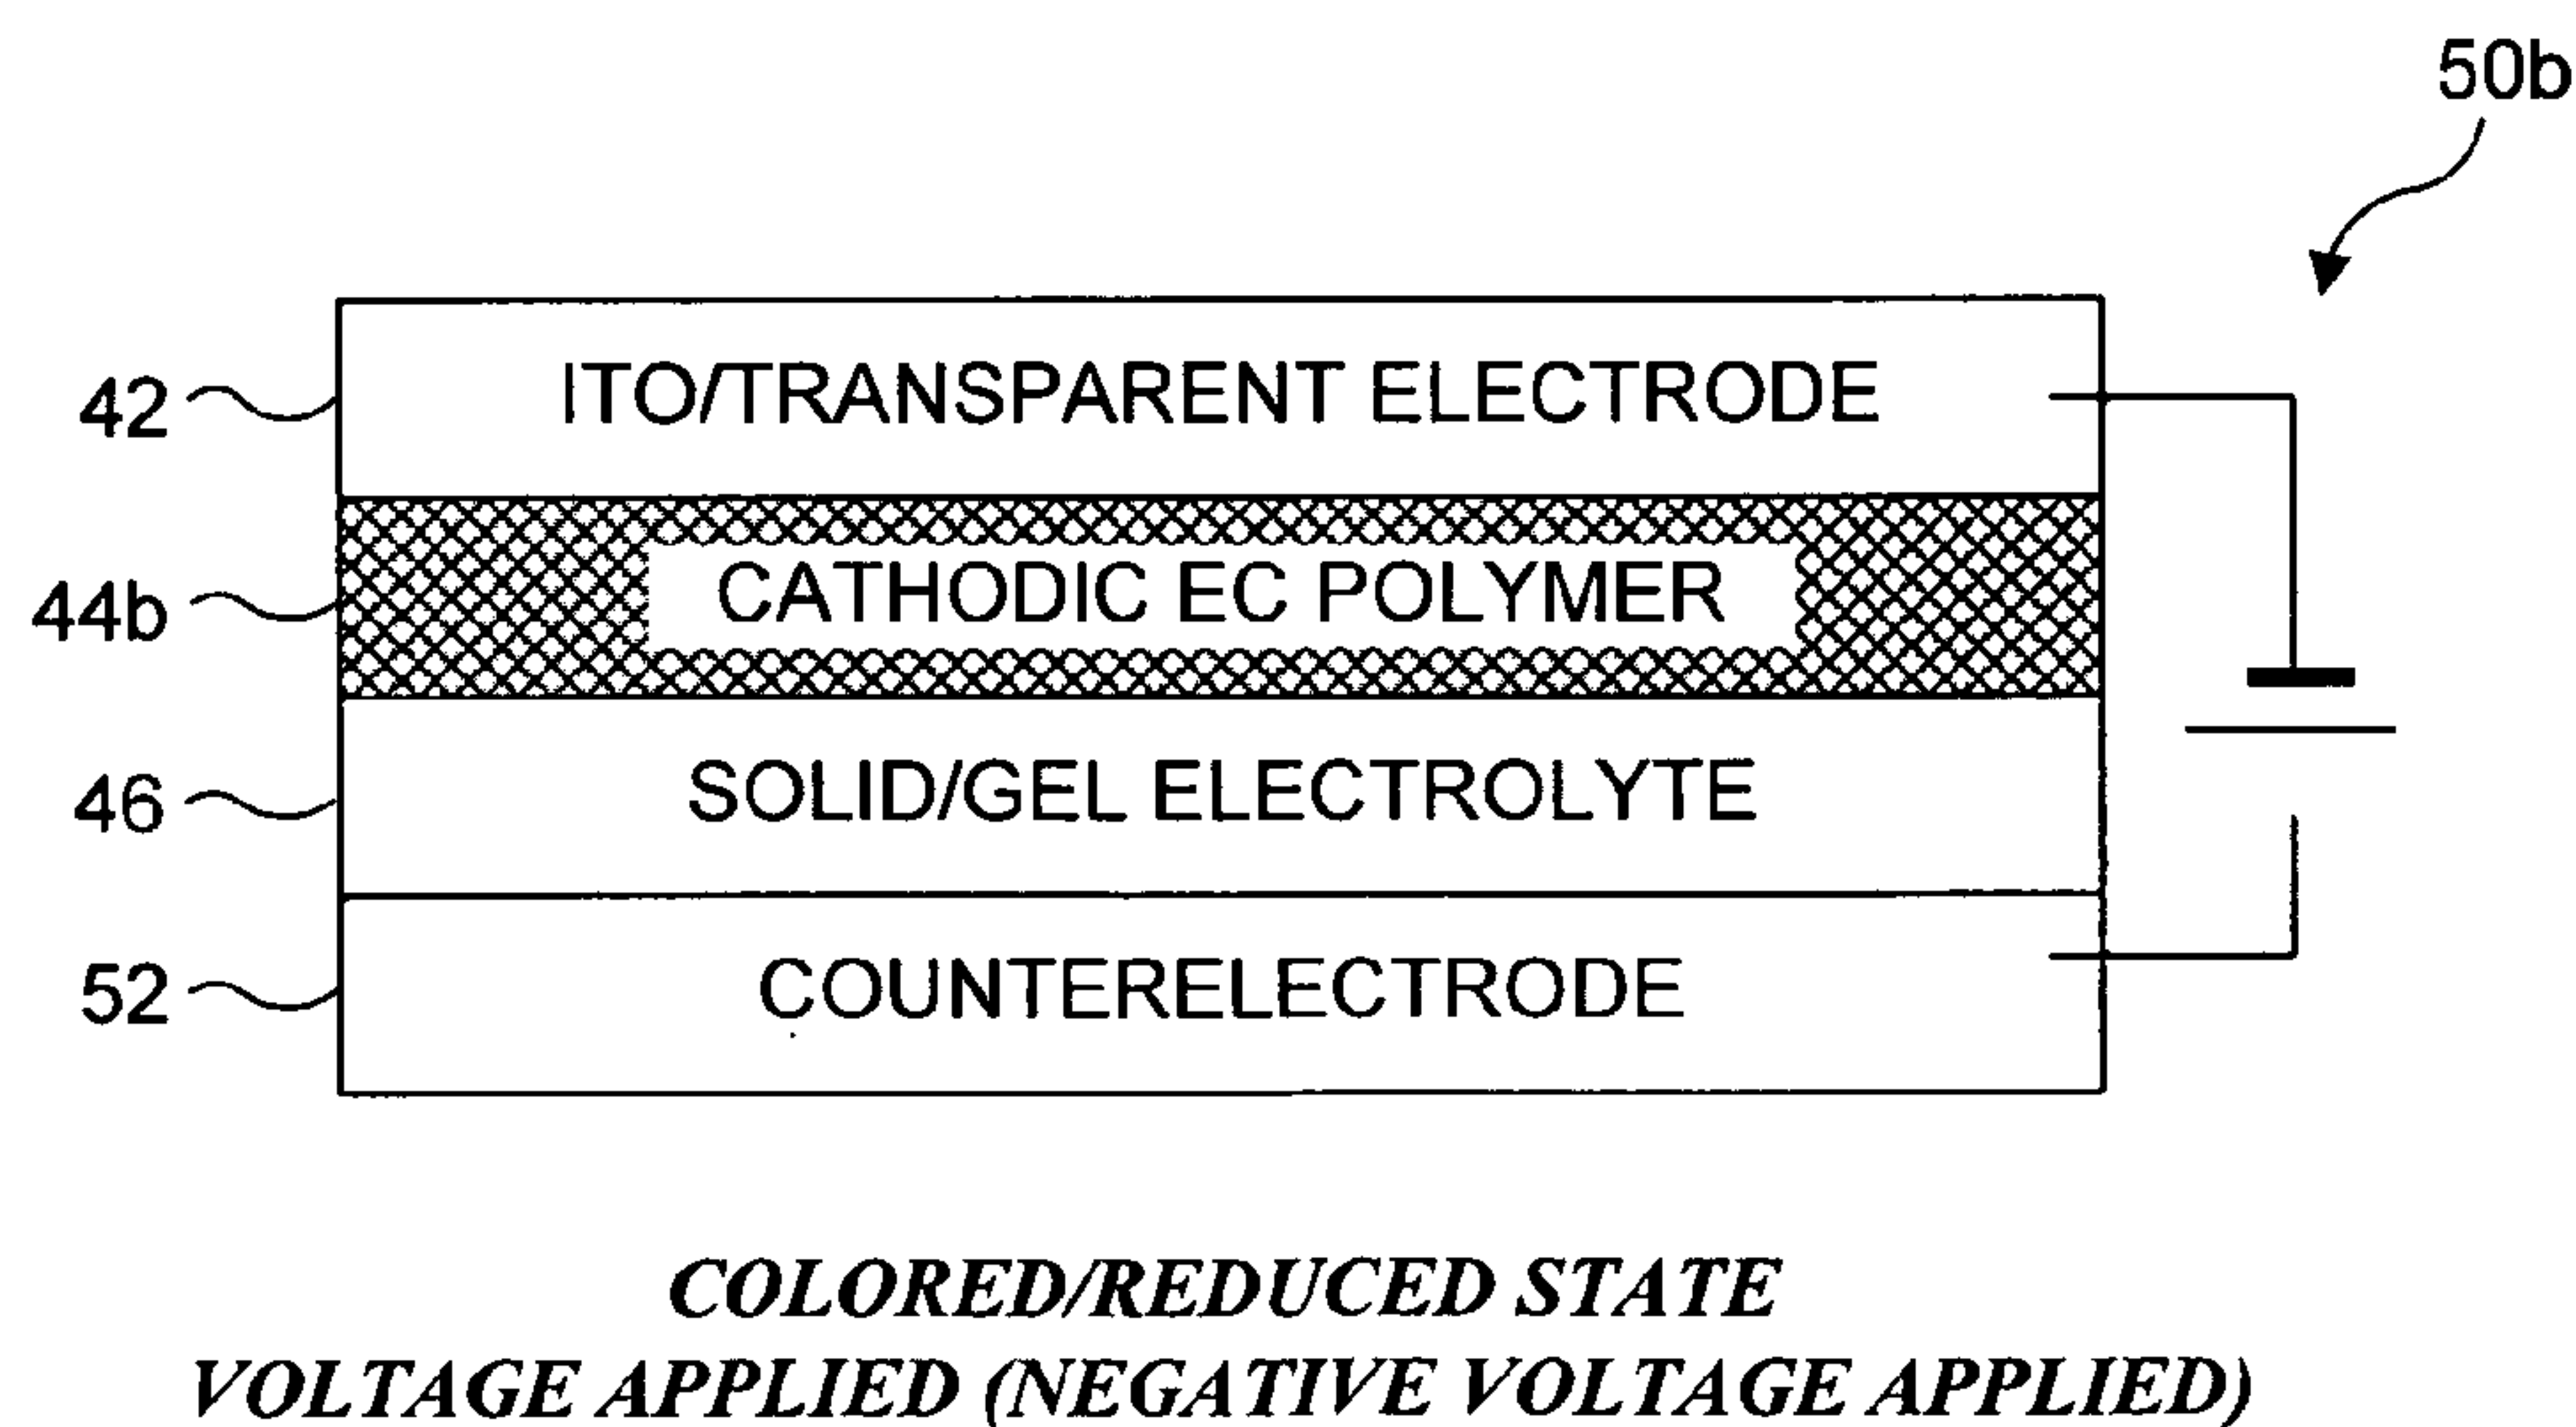 50b
42
ITO/TRANSPARENT ELECTRODE
44b
CATHODIC EC POLYMER
46
SOLID/GEL ELECTROLYTE
52
COUNTERELECTRODE
COLORED/REDUCED STATE
VOLTAGE APPLIED (NEGATIVE VOLTAGE APPLIED)